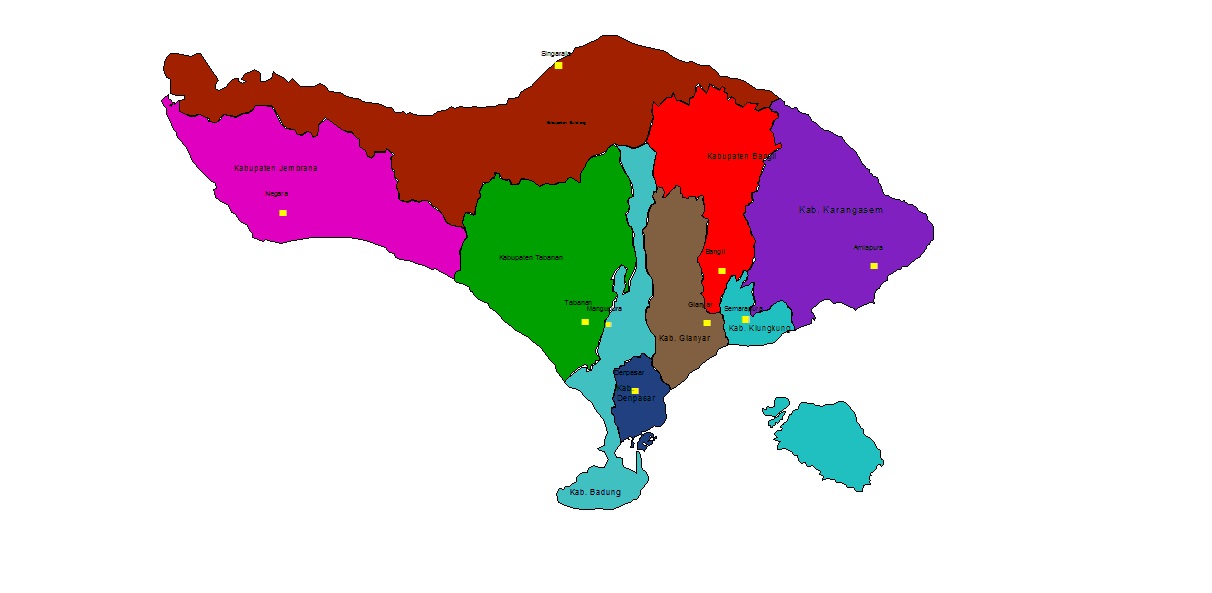 Singaraja
Kabupaten Buleleng
Kabupaten Bangli
Kabupaten Jembrana
Negara
Kab. Karangasem
Amlapura
Bangli
Kabupaten Tabanan
Tabanan
Mangupura
Gianyar
Semarapura
Kab. Klungkung
Kab. Gianyar
Denpasar
Kab.
Denpasar
Kab. Badung